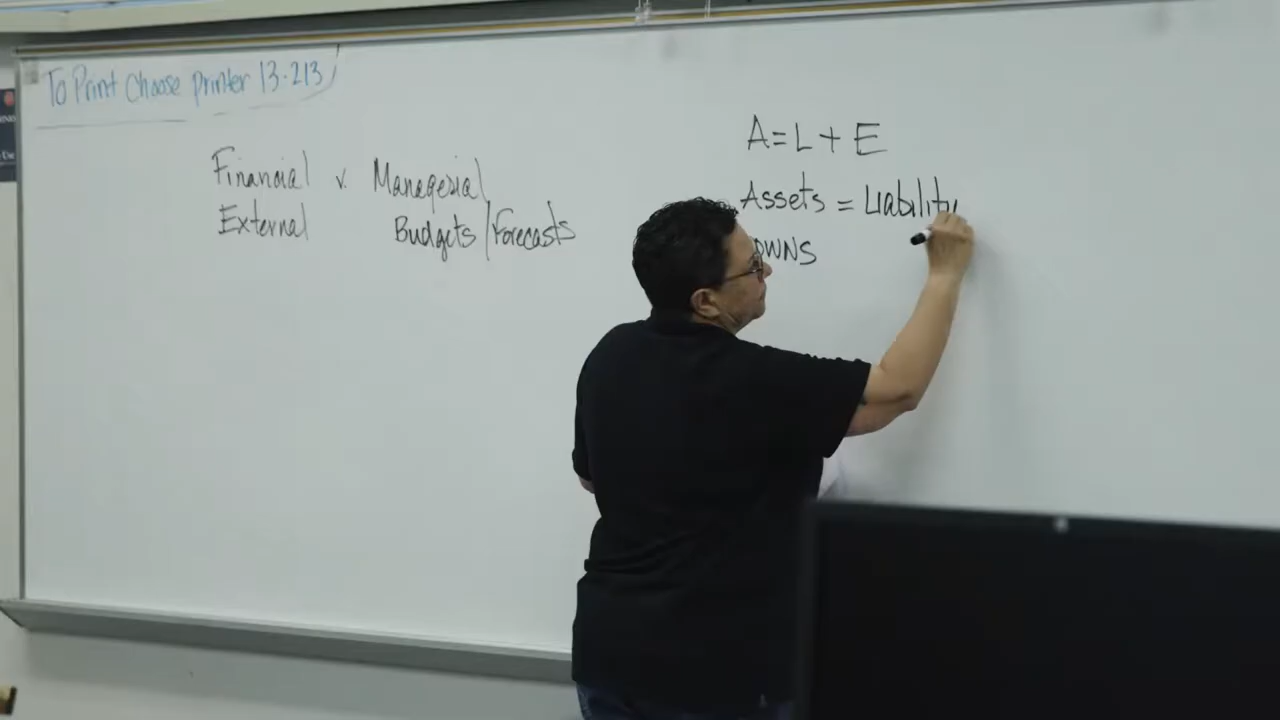 To Print Choose printer 13-213
Financial v. Managerial
External Budgets/Forecasts
A=L+E
Assets = Liability
OWNS